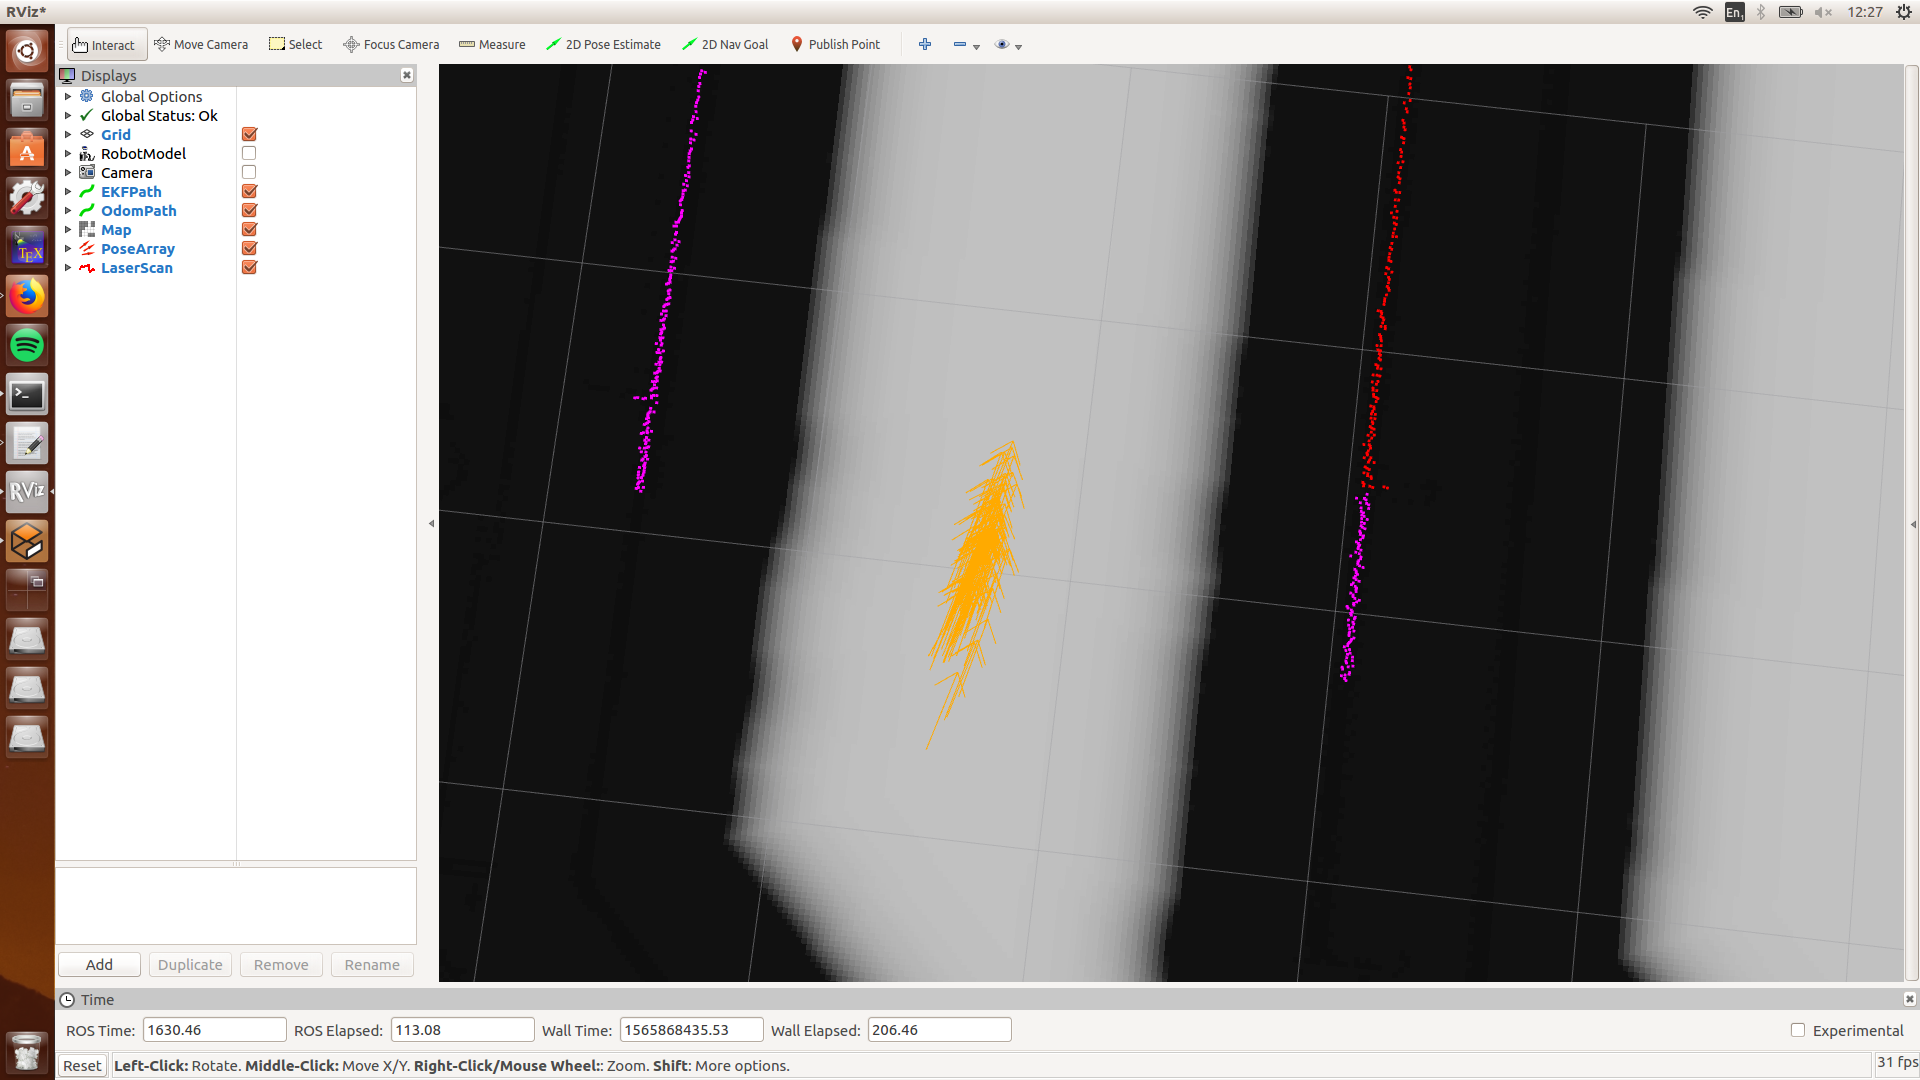 RViz*
En1
12:27
Interact
Move Camera
Select
Focus Camera
Measure
2D Pose Estimate
2D Nav Goal
Publish Point
Displays
Global Options
Global Status: Ok
Grid
RobotModel
Camera
EKFPath
OdomPath
Map
PoseArray
LaserScan
A
TEX
RViz
Add
Duplicate
Remove
Rename
Time
ROS Time: 1630.46 ROS Elapsed: 113.08 Wall Time: 1565868435.53 Wall Elapsed: 206.46 Experimental
Reset Left-Click: Rotate. Middle-Click: Move X/Y. Right-Click/Mouse Wheel:: Zoom. Shift: More options. 31 fps